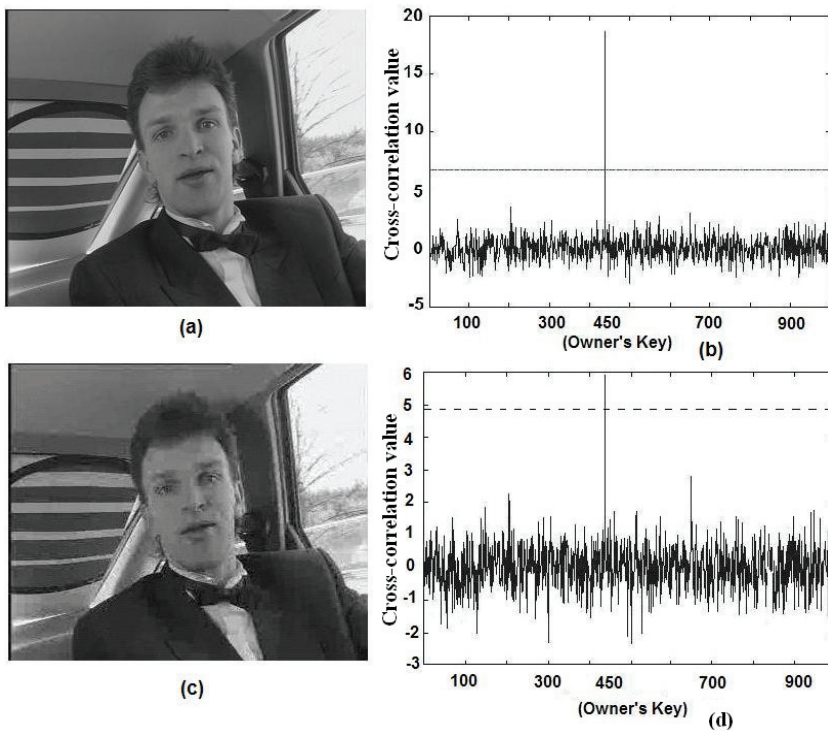 20
15
10
5
0
-5
Cross-correlation value
100 300 450 700 900
(Owner's Key)
(a)
(b)
6
5
4
3
2
1
0
-1
-2
-3
Cross-correlation value
100 300 450 700 900
(Owner's Key)
(c)
(d)